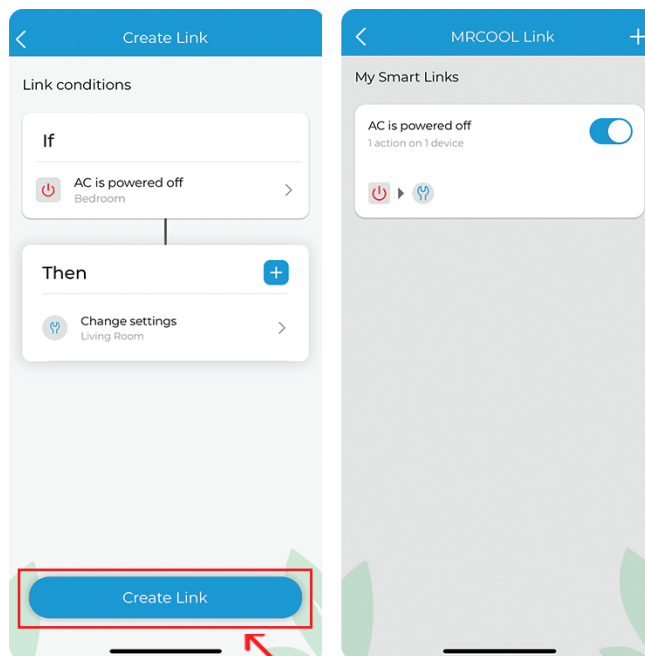 Create Link
Link conditions
If
AC is powered off
Bedroom
Then
Change settings
Living Room
Create Link
MRCOOL Link
My Smart Links
AC is powered off
1 action on 1 device